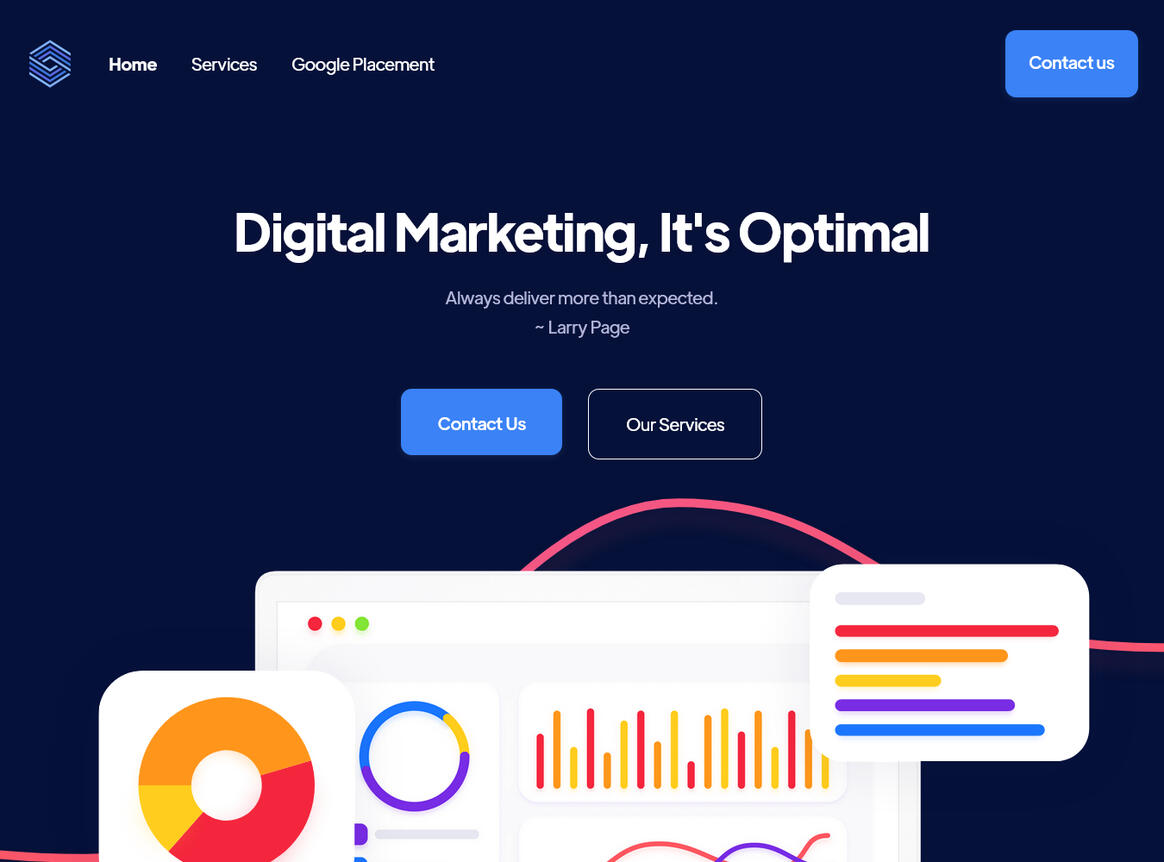 Home
Services
Google Placement
Contact us
Digital Marketing, It's Optimal
Always deliver more than expected.
~ Larry Page
Contact Us
Our Services